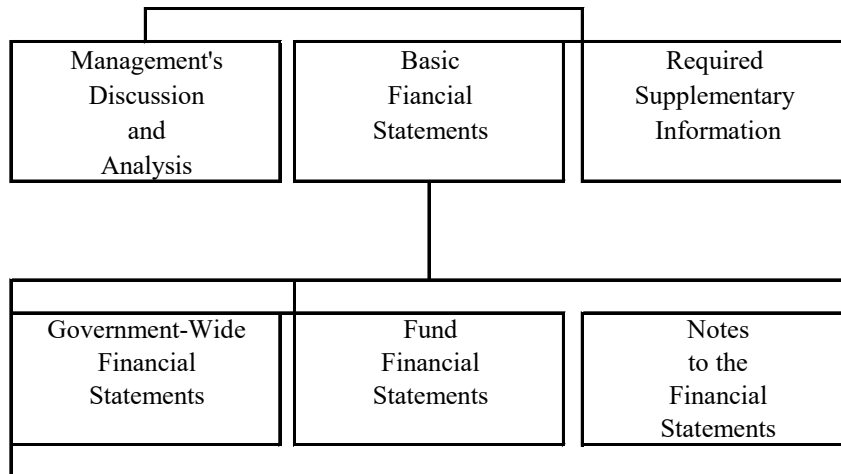 Management's
Discussion
and
Analysis
Basic
Fiancial
Statements
Required
Supplementary
Information
Government-Wide
Financial
Statements
Fund
Financial
Statements
Notes
to the
Financial
Statements